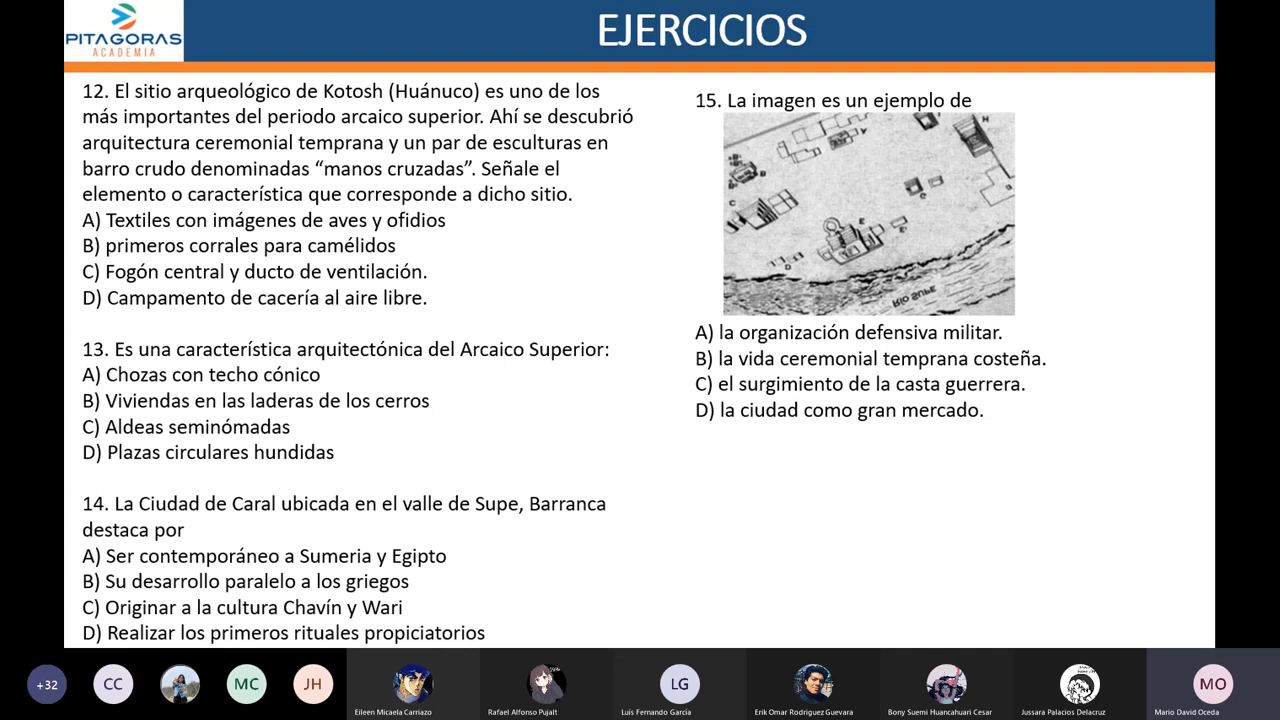 PITAGORAS
ACADEMIA
EJERCICIOS
12. El sitio arqueológico de Kotosh (Huánuco) es uno de los
más importantes del periodo arcaico superior. Ahí se descubrió
arquitectura ceremonial temprana y un par de esculturas en
barro crudo denominadas “manos cruzadas”. Señale el
elemento o característica que corresponde a dicho sitio.
A) Textiles con imágenes de aves y ofidios
B) primeros corrales para camélidos
C) Fogón central y ducto de ventilación.
D) Campamento de cacería al aire libre.
13. Es una característica arquitectónica del Arcaico Superior:
A) Chozas con techo cónico
B) Viviendas en las laderas de los cerros
C) Aldeas seminómadas
D) Plazas circulares hundidas
14. La Ciudad de Caral ubicada en el valle de Supe, Barranca
destaca por
A) Ser contemporáneo a Sumeria y Egipto
B) Su desarrollo paralelo a los griegos
C) Originar a la cultura Chavín y Wari
D) Realizar los primeros rituales propiciatorios
15. La imagen es un ejemplo de
RIO SUPE
A) la organización defensiva militar.
B) la vida ceremonial temprana costeña.
C) el surgimiento de la casta guerrera.
D) la ciudad como gran mercado.
+32
CC
MC
JH
LG
MO
Eileen Micaela Carriazo
Rafael Alfonso Pujalt
Luís Fernando García
Erik Omar Rodriguez Guevara
Bony Suemi Huancahuari Cesar
Jussara Palacios Delacruz
Mario David Oceda